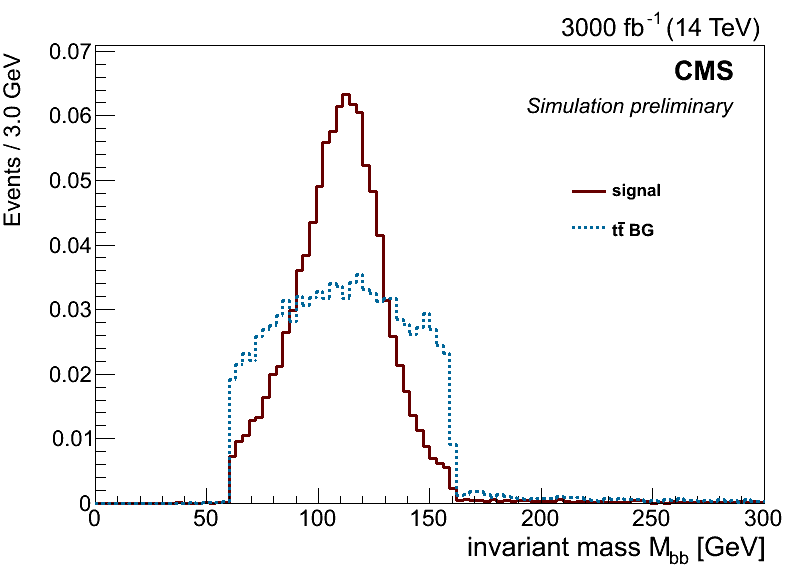 3000 fb⁻¹ (14 TeV)
CMS
Simulation preliminary
signal
tt̄ BG
Events / 3.0 GeV
0.07
0.06
0.05
0.04
0.03
0.02
0.01
0
0 50 100 150 200 250 300
invariant mass M_bb [GeV]